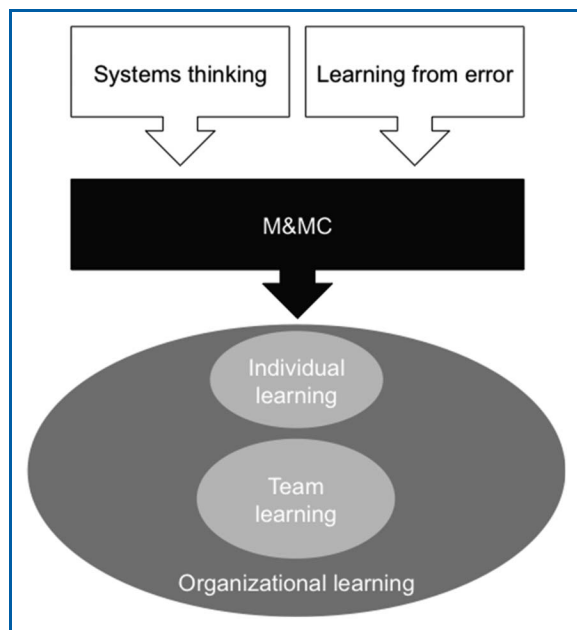 Systems thinking
Learning from error
M&MC
Individual
learning
Team
learning
Organizational learning